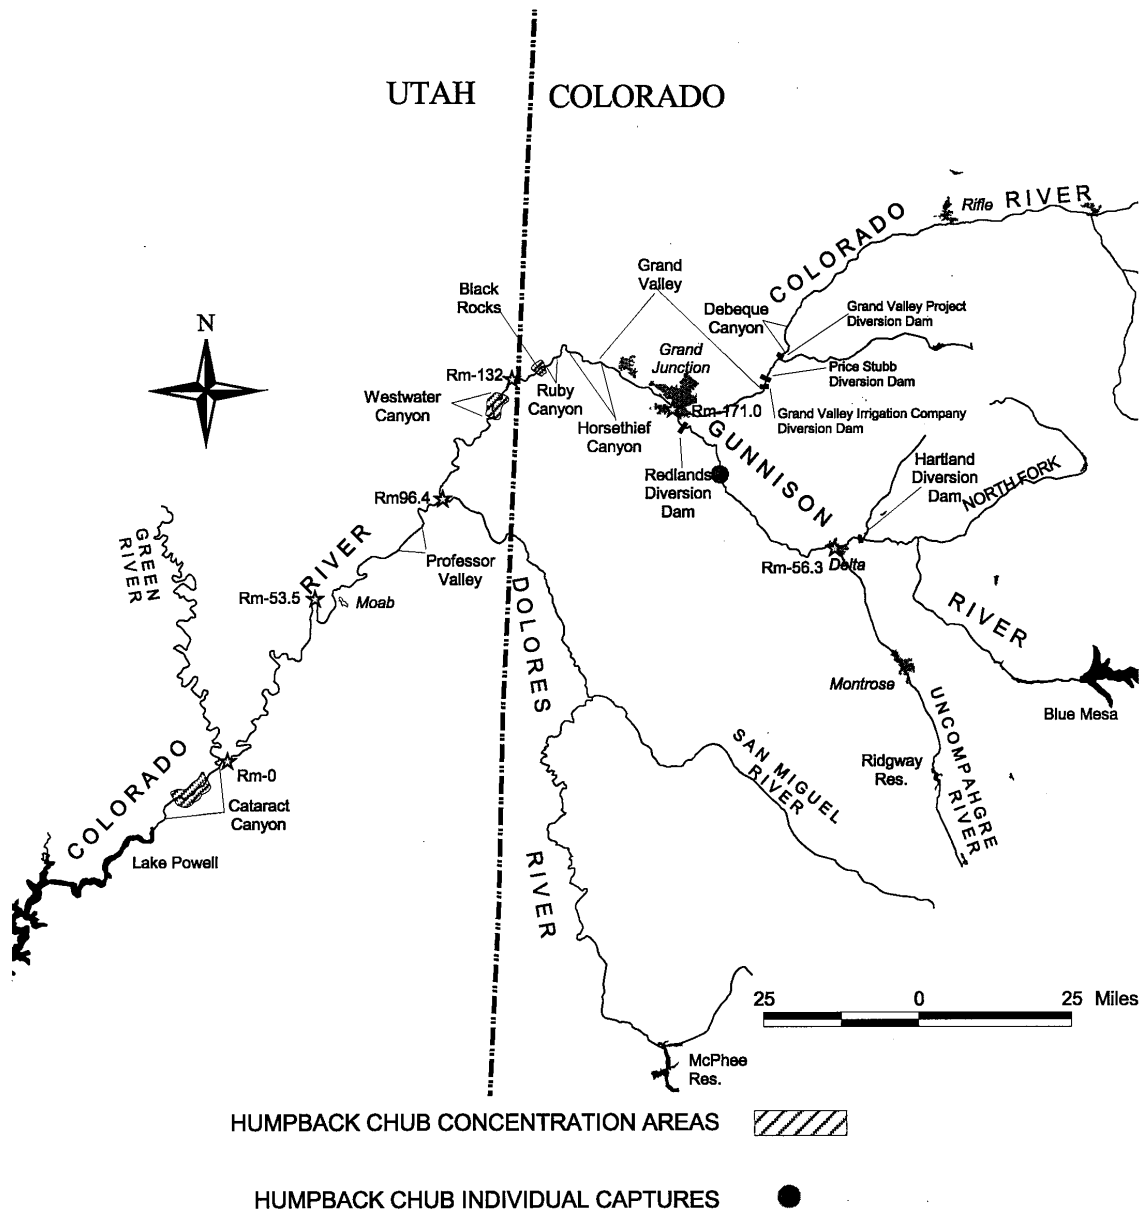 UTAH
COLORADO
COLORADO
RIVER
Rifle
Grand
Valley
Black
Rocks
Debeque
Canyon
Grand Valley Project
Diversion Dam
N
Grand
Junction
Price Stubb
Diversion Dam
Rm-132
Westwater
Canyon
Ruby
Canyon
Rm-171.0
Grand Valley Irrigation Company
Diversion Dam
Horsethief
Canyon
GUNNISON
Redlands
Diversion
Dam
Hartland
Diversion
Dam
NORTH FORK
Rm96.4
GREEN
RIVER
RIVER
Professor
Valley
Rm-56.3
Delta
Rm-53.5
Moab
DOLORES
RIVER
Montrose
Blue Mesa
UNCOMPAHGRE
RIVER
SAN MIGUEL
RIVER
Ridgway
Res.
COLORADO
Rm-0
Cataract
Canyon
Lake Powell
RIVER
25 0 25 Miles
McPhee
Res.
HUMPBACK CHUB CONCENTRATION AREAS
HUMPBACK CHUB INDIVIDUAL CAPTURES